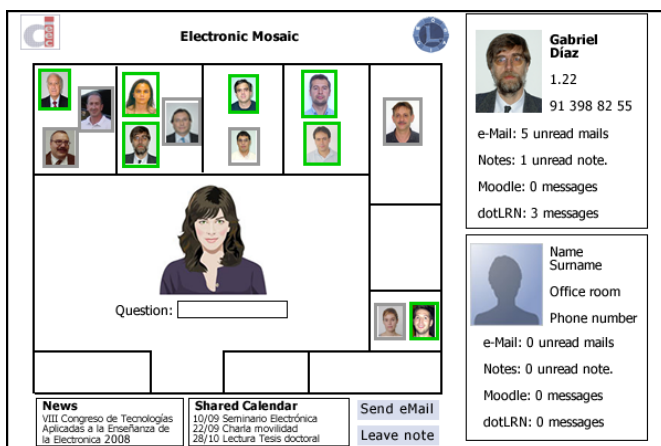 Electronic Mosaic
Gabriel
Díaz
1.22
91 398 82 55
e-Mail: 5 unread mails
Notes: 1 unread note.
Moodle: 0 messages
dotLRN: 3 messages
Question:
Name
Surname
Office room
Phone number
e-Mail: 0 unread mails
Notes: 0 unread note.
Moodle: 0 messages
dotLRN: 0 messages
News
VIII Congreso de Tecnologías
Aplicadas a la Enseñanza de
la Electronica 2008
Shared Calendar
10/09 Seminario Electrónica
22/09 Charla movilidad
28/10 Lectura Tesis doctoral
Send eMail
Leave note